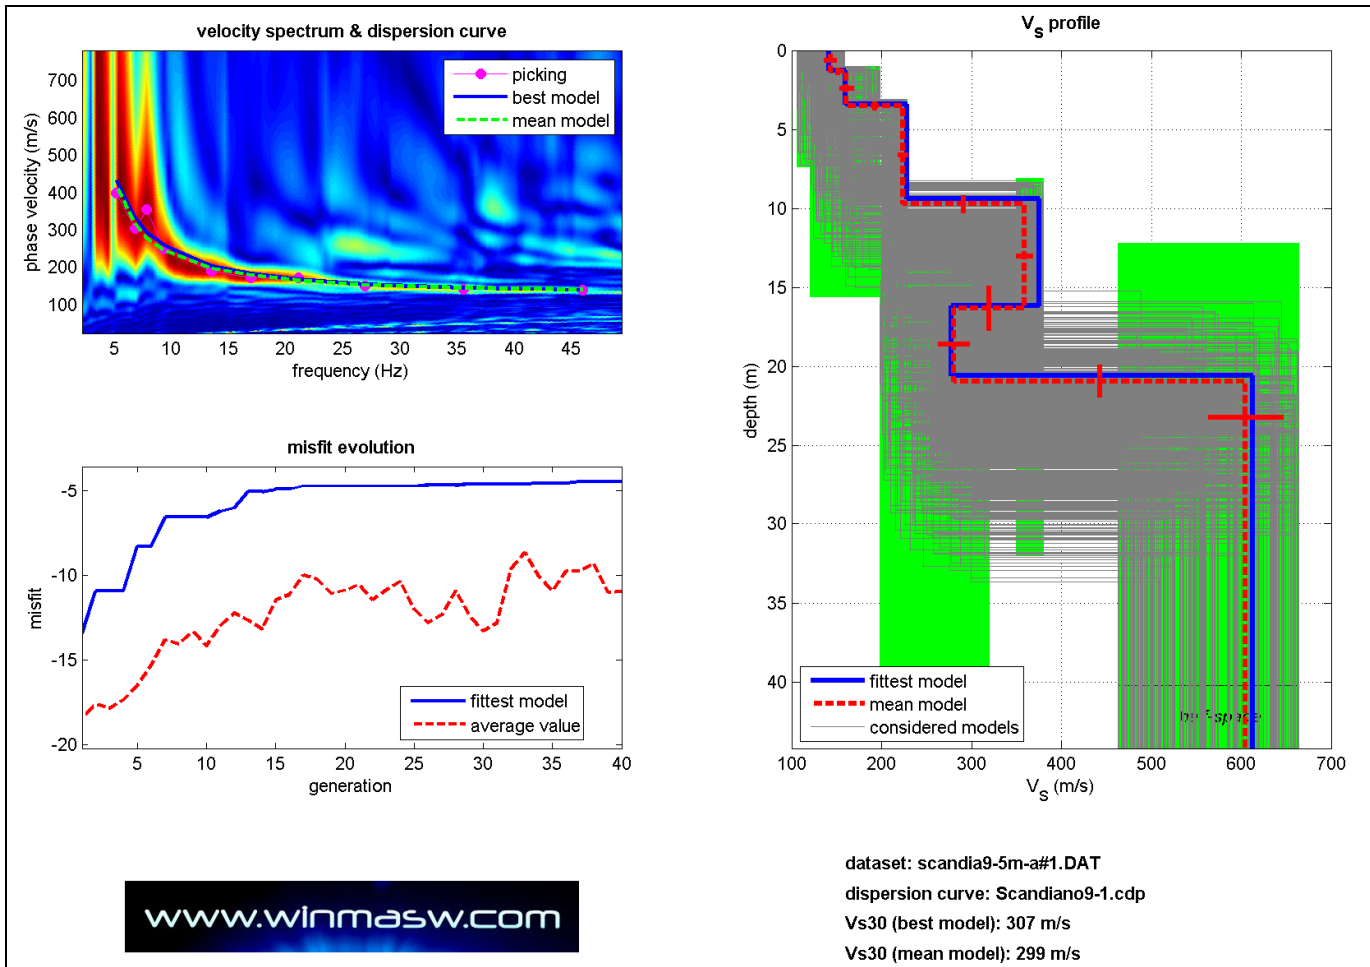 velocity spectrum & dispersion curve
700
600
500
400
300
200
100
phase velocity (m/s)
picking
best model
mean model
5 10 15 20 25 30 35 40 45
frequency (Hz)
misfit evolution
-5
-10
-15
-20
misfit
fittest model
average value
5 10 15 20 25 30 35 40
generation
www.winmasw.com
VS profile
0
5
10
15
20
25
30
35
40
depth (m)
fittest model
mean model
considered models
half-space
100 200 300 400 500 600 700
VS (m/s)
dataset: scandia9-5m-a#1.DAT
dispersion curve: Scandiano9-1.cdp
Vs30 (best model): 307 m/s
Vs30 (mean model): 299 m/s